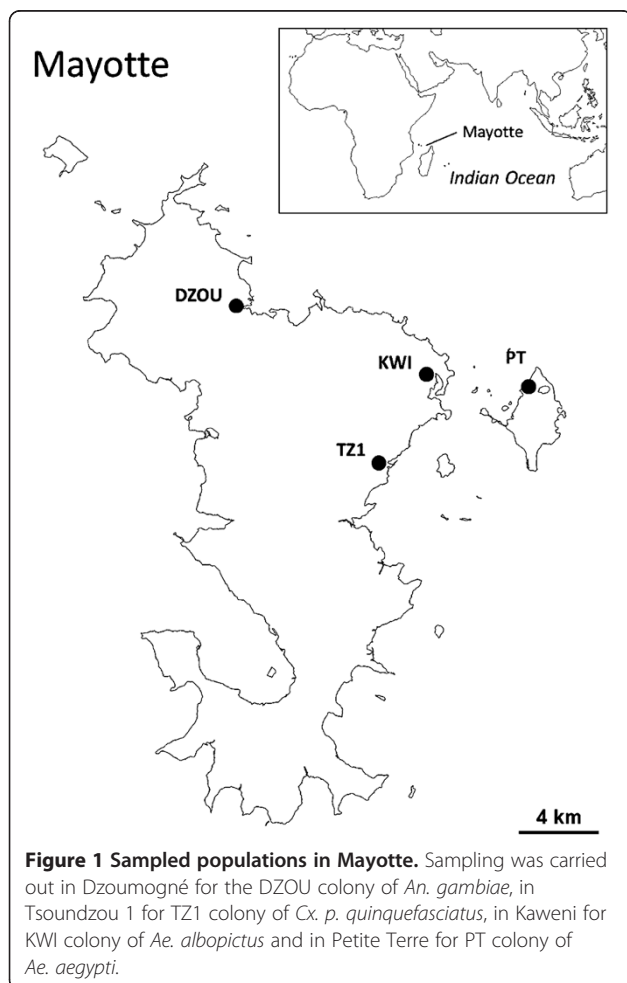 Mayotte
Mayotte
Indian Ocean
DZOU
KWI
PT
TZ1
4 km
Figure 1 Sampled populations in Mayotte. Sampling was carried
out in Dzoumogné for the DZOU colony of An. gambiae, in
Tsoundzou 1 for TZ1 colony of Cx. p. quinquefasciatus, in Kaweni for
KWI colony of Ae. albopictus and in Petite Terre for PT colony of
Ae. aegypti.